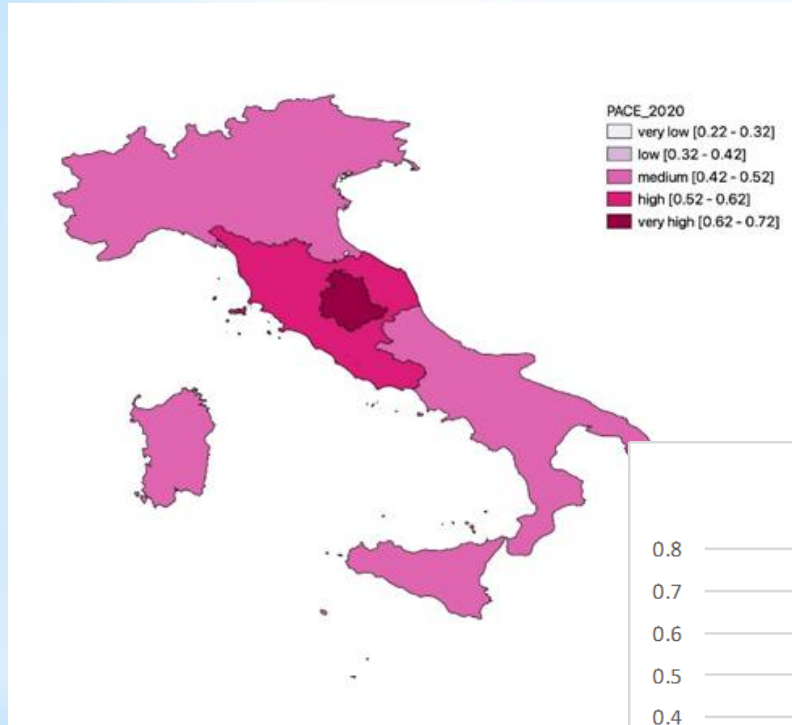 PACE_2020
very low [0.22 - 0.32]
low [0.32 - 0.42]
medium [0.42 - 0.52]
high [0.52 - 0.62]
very high [0.62 - 0.72]
0.8
0.7
0.6
0.5
0.4